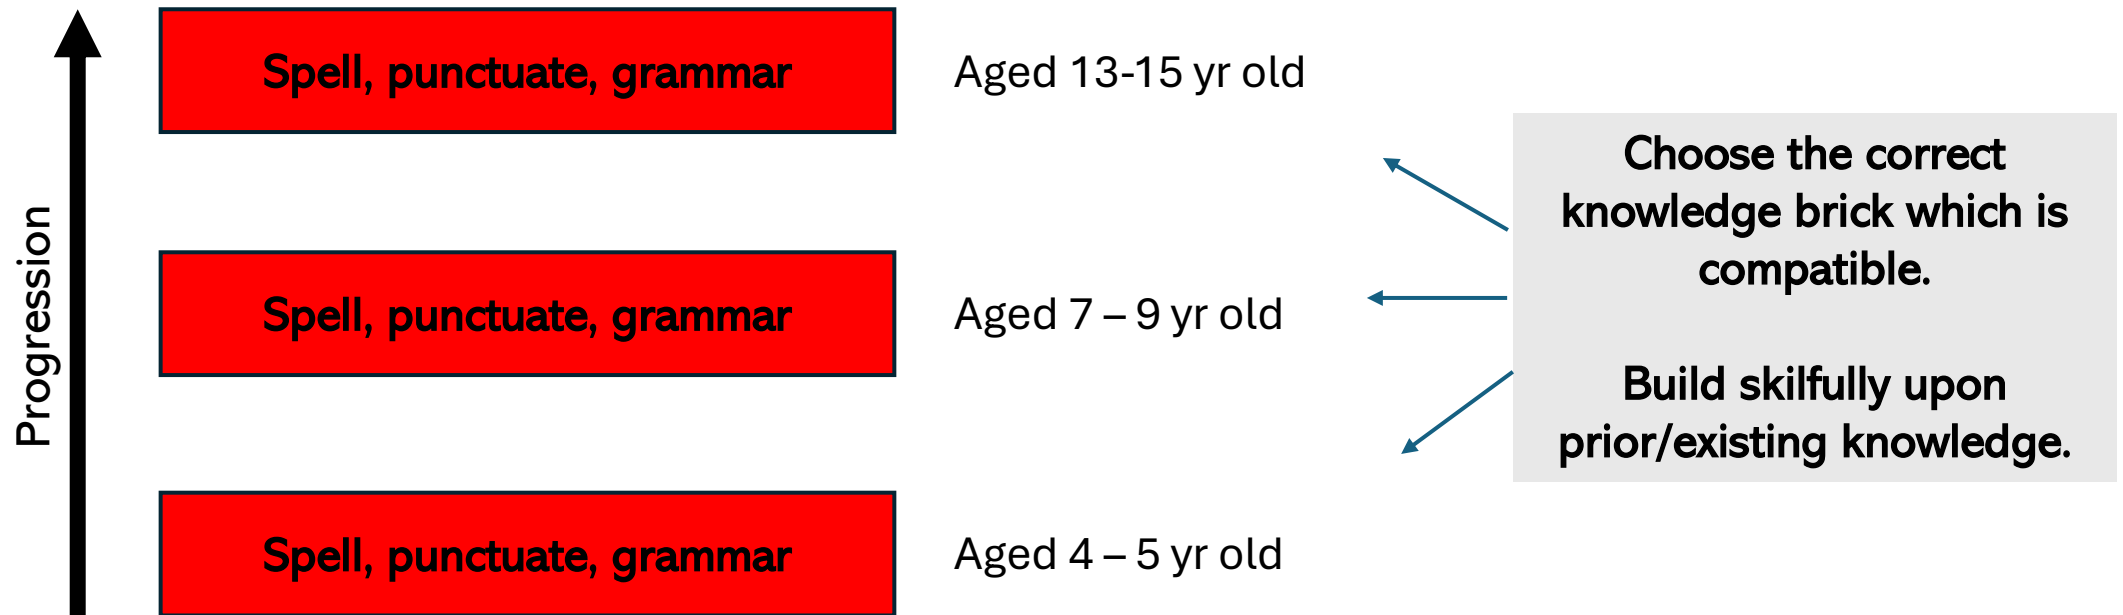 Progression
Spell, punctuate, grammar
Aged 13-15 yr old
Spell, punctuate, grammar
Aged 7 – 9 yr old
Spell, punctuate, grammar
Aged 4 – 5 yr old
Choose the correct
knowledge brick which is
compatible.
Build skilfully upon
prior/existing knowledge.